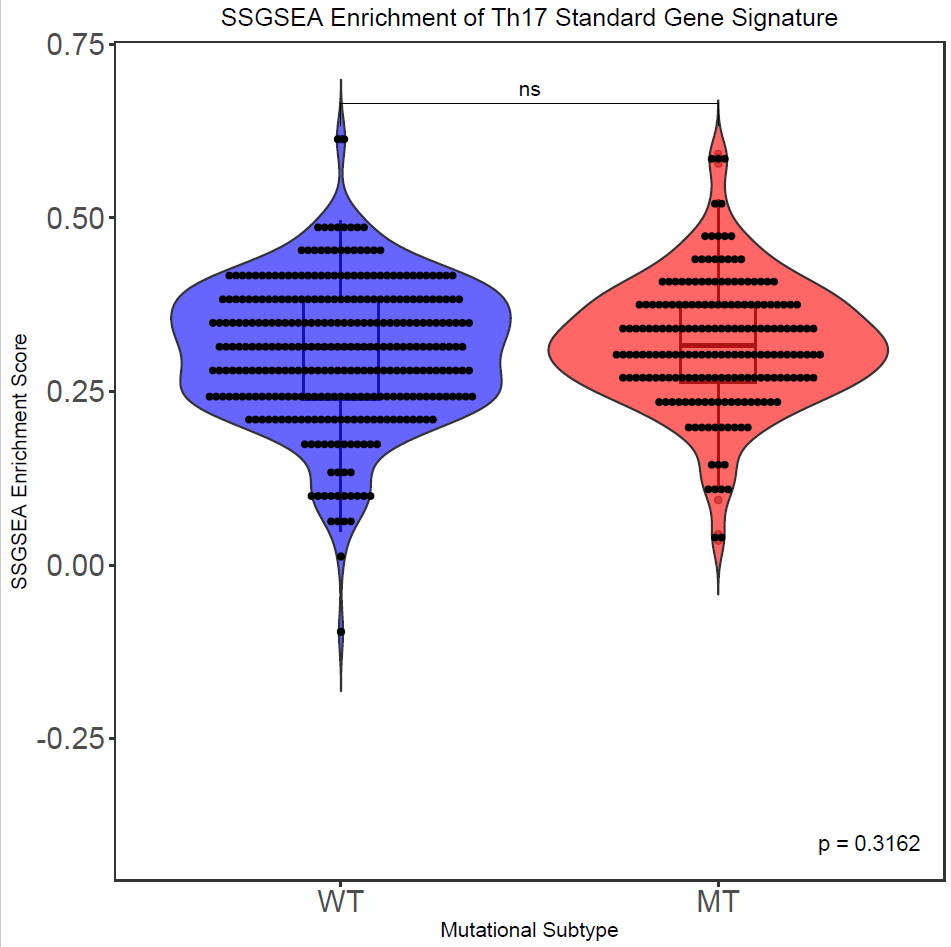 SSGSEA Enrichment of Th17 Standard Gene Signature
0.75
ns
0.50
0.25
0.00
-0.25
SSGSEA Enrichment Score
p = 0.3162
WT
MT
Mutational Subtype